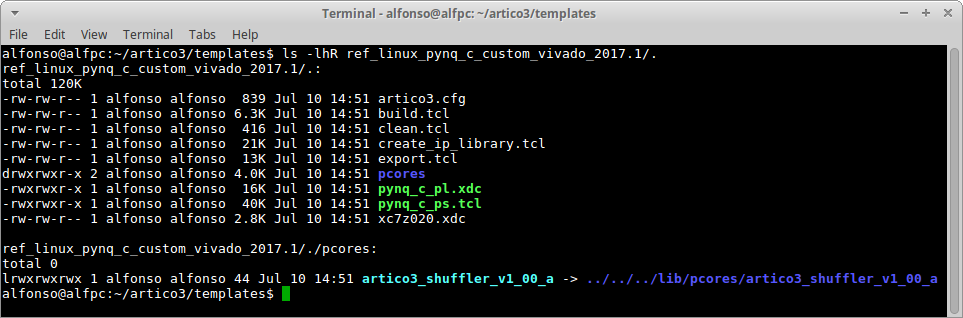 Terminal - alfonso@alfpc:~/artico3/templates
File Edit View Terminal Tabs Help
alfonso@alfpc:~/artico3/templates$ ls -lhR ref_linux_pynq_c_custom_vivado_2017.1/.
ref_linux_pynq_c_custom_vivado_2017.1/.:
total 120K
-rw-rw-r-- 1 alfonso alfonso  839 Jul 10 14:51 artico3.cfg
-rw-rw-r-- 1 alfonso alfonso 6.3K Jul 10 14:51 build.tcl
-rw-rw-r-- 1 alfonso alfonso  416 Jul 10 14:51 clean.tcl
-rw-rw-r-- 1 alfonso alfonso  21K Jul 10 14:51 create_ip_library.tcl
-rw-rw-r-- 1 alfonso alfonso  13K Jul 10 14:51 export.tcl
drwxrwxr-x 2 alfonso alfonso 4.0K Jul 10 14:51 pcores
-rwxrwxr-x 1 alfonso alfonso  16K Jul 10 14:51 pynq_c_pl.xdc
-rwxrwxr-x 1 alfonso alfonso  40K Jul 10 14:51 pynq_c_ps.tcl
-rw-rw-r-- 1 alfonso alfonso 2.8K Jul 10 14:51 xc7z020.xdc
ref_linux_pynq_c_custom_vivado_2017.1/./pcores:
total 0
lrwxrwxrwx 1 alfonso alfonso 44 Jul 10 14:51 artico3_shuffler_v1_00_a -> ../../../lib/pcores/artico3_shuffler_v1_00_a
alfonso@alfpc:~/artico3/templates$